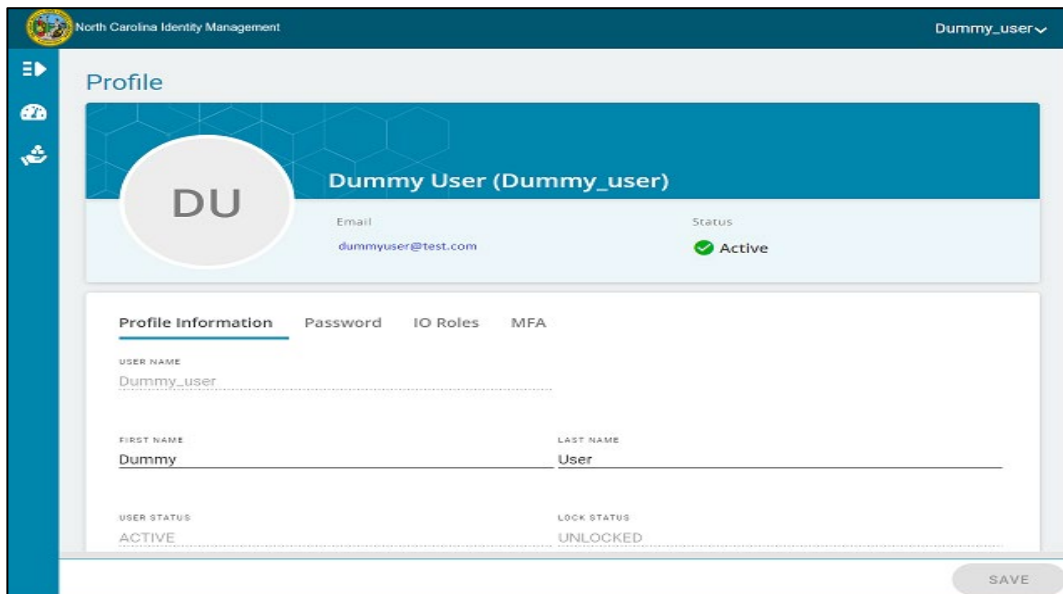 North Carolina Identity Management
Dummy_user
Profile
DU
Dummy User (Dummy_user)
Email
Status
dummyuser@test.com
Active
Profile Information Password IO Roles MFA
USER NAME
Dummy_user
FIRST NAME
LAST NAME
Dummy
User
USER STATUS
LOCK STATUS
ACTIVE
UNLOCKED
SAVE